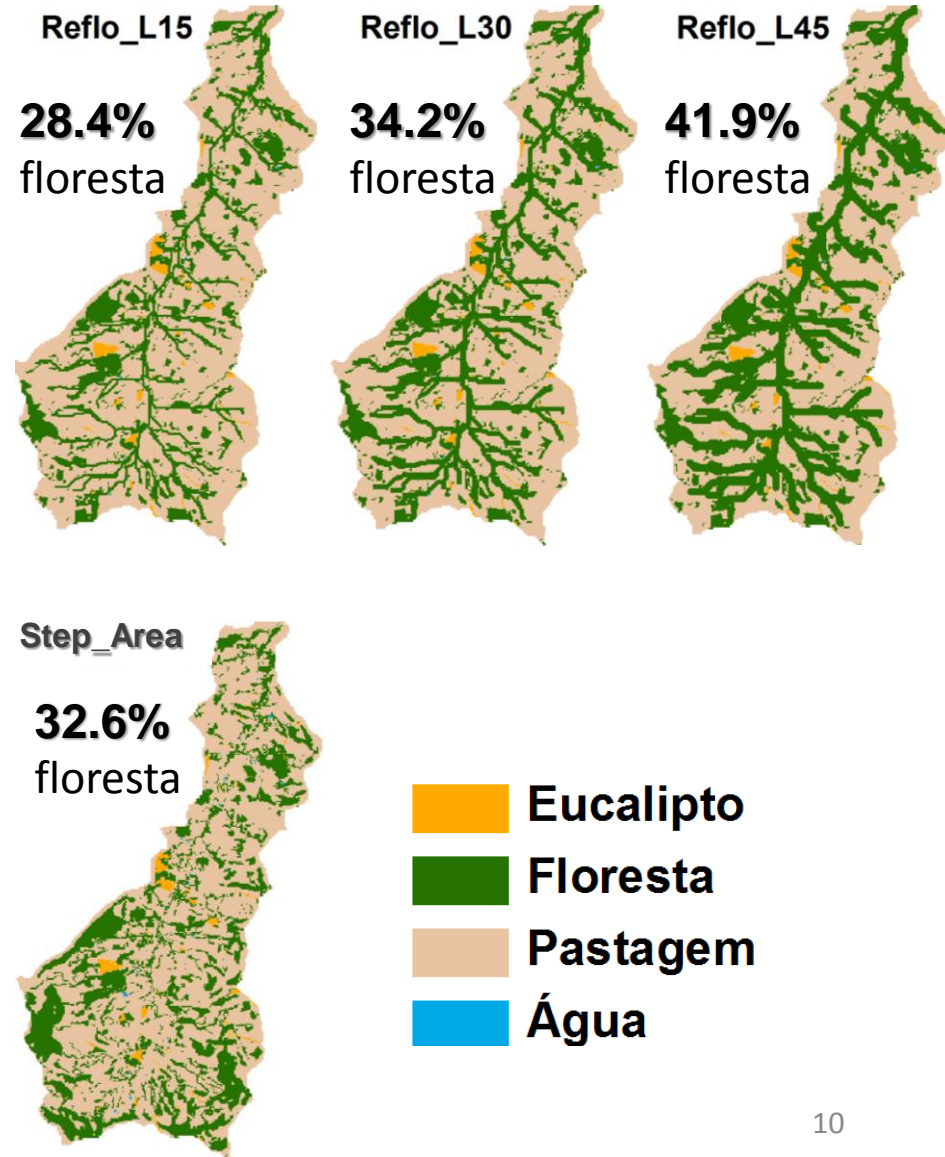 Reflo_L15
28.4%
floresta
Reflo_L30
34.2%
floresta
Reflo_L45
41.9%
floresta
Step_Area
32.6%
floresta
Eucalipto
Floresta
Pastagem
Água
10